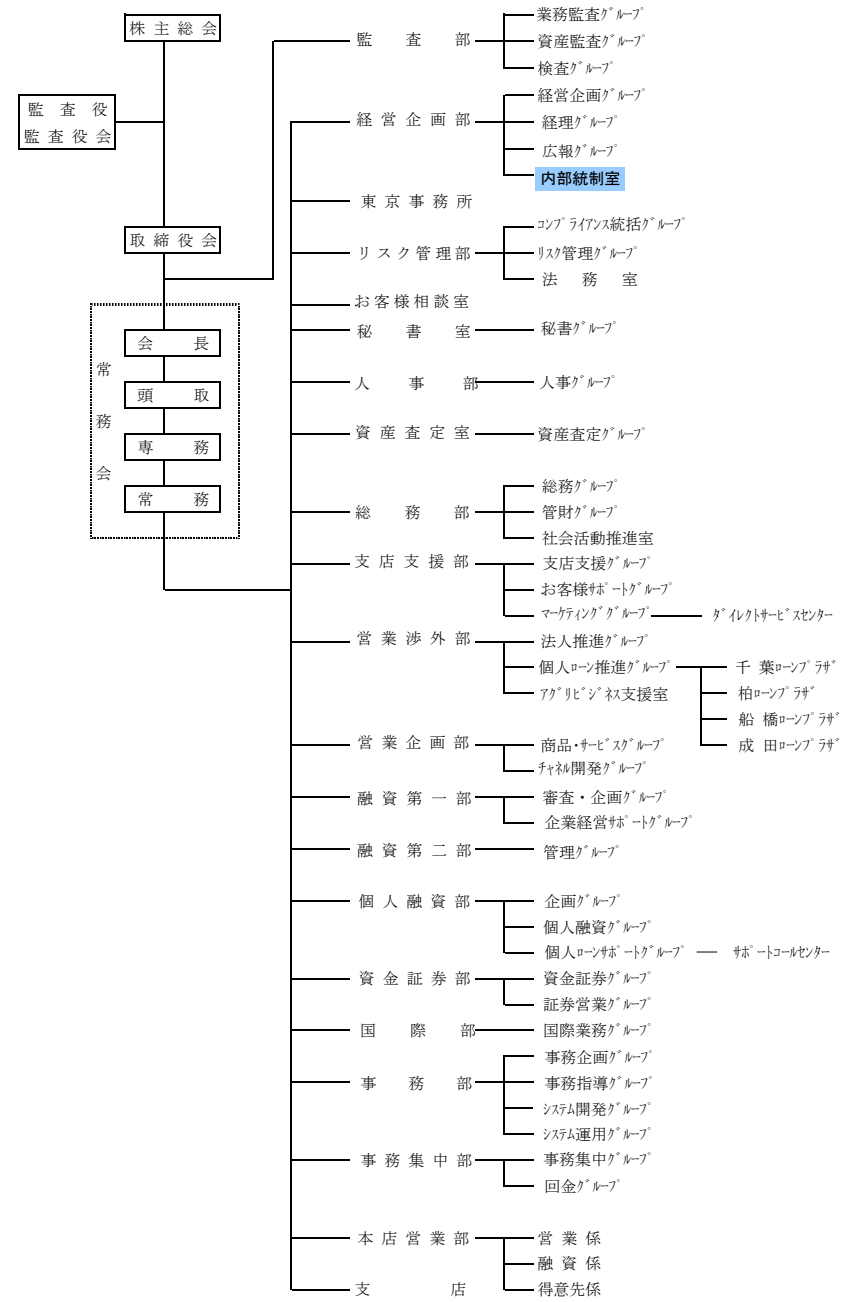 株主総会
監査役
監査役会
取締役会
常務会
会長
頭取
専務
常務
監査部
業務監査ｸﾞﾙｰﾌﾟ
資産監査ｸﾞﾙｰﾌﾟ
検査ｸﾞﾙｰﾌﾟ
経営企画部
経営企画ｸﾞﾙｰﾌﾟ
経理ｸﾞﾙｰﾌﾟ
広報ｸﾞﾙｰﾌﾟ
内部統制室
東京事務所
リスク管理部
ｺﾝﾌﾟﾗｲｱﾝｽ統括ｸﾞﾙｰﾌﾟ
ﾘｽｸ管理ｸﾞﾙｰﾌﾟ
法務室
お客様相談室
秘書室
秘書ｸﾞﾙｰﾌﾟ
人事部
人事ｸﾞﾙｰﾌﾟ
資産査定室
資産査定ｸﾞﾙｰﾌﾟ
総務部
総務ｸﾞﾙｰﾌﾟ
管財ｸﾞﾙｰﾌﾟ
社会活動推進室
支店支援部
支店支援ｸﾞﾙｰﾌﾟ
お客様ｻﾎﾟｰﾄｸﾞﾙｰﾌﾟ
ﾏｰｹﾃｨﾝｸﾞｸﾞﾙｰﾌﾟ
ﾀﾞｲﾚｸﾄｻｰﾋﾞｽｾﾝﾀｰ
営業渉外部
法人推進ｸﾞﾙｰﾌﾟ
個人ﾛｰﾝ推進ｸﾞﾙｰﾌﾟ
千葉ﾛｰﾝﾌﾟﾗｻﾞ
柏ﾛｰﾝﾌﾟﾗｻﾞ
船橋ﾛｰﾝﾌﾟﾗｻﾞ
成田ﾛｰﾝﾌﾟﾗｻﾞ
ｱｸﾞﾘﾋﾞｼﾞﾈｽ支援室
営業企画部
商品･ｻｰﾋﾞｽｸﾞﾙｰﾌﾟ
ﾁｬﾈﾙ開発ｸﾞﾙｰﾌﾟ
融資第一部
審査・企画ｸﾞﾙｰﾌﾟ
企業経営ｻﾎﾟｰﾄｸﾞﾙｰﾌﾟ
融資第二部
管理ｸﾞﾙｰﾌﾟ
個人融資部
企画ｸﾞﾙｰﾌﾟ
個人融資ｸﾞﾙｰﾌﾟ
個人ﾛｰﾝｻﾎﾟｰﾄｸﾞﾙｰﾌﾟ
ｻﾎﾟｰﾄｺｰﾙｾﾝﾀｰ
資金証券部
資金証券ｸﾞﾙｰﾌﾟ
証券営業ｸﾞﾙｰﾌﾟ
国際部
国際業務ｸﾞﾙｰﾌﾟ
事務部
事務企画ｸﾞﾙｰﾌﾟ
事務指導ｸﾞﾙｰﾌﾟ
ｼｽﾃﾑ開発ｸﾞﾙｰﾌﾟ
ｼｽﾃﾑ運用ｸﾞﾙｰﾌﾟ
事務集中部
事務集中ｸﾞﾙｰﾌﾟ
回金ｸﾞﾙｰﾌﾟ
本店営業部
営業係
融資係
支店
得意先係